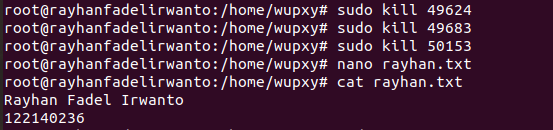 root@rayhanfadelirwanto:/home/wupxy# sudo kill 49624
root@rayhanfadelirwanto:/home/wupxy# sudo kill 49683
root@rayhanfadelirwanto:/home/wupxy# sudo kill 50153
root@rayhanfadelirwanto:/home/wupxy# nano rayhan.txt
root@rayhanfadelirwanto:/home/wupxy# cat rayhan.txt
Rayhan Fadel Irwanto
122140236